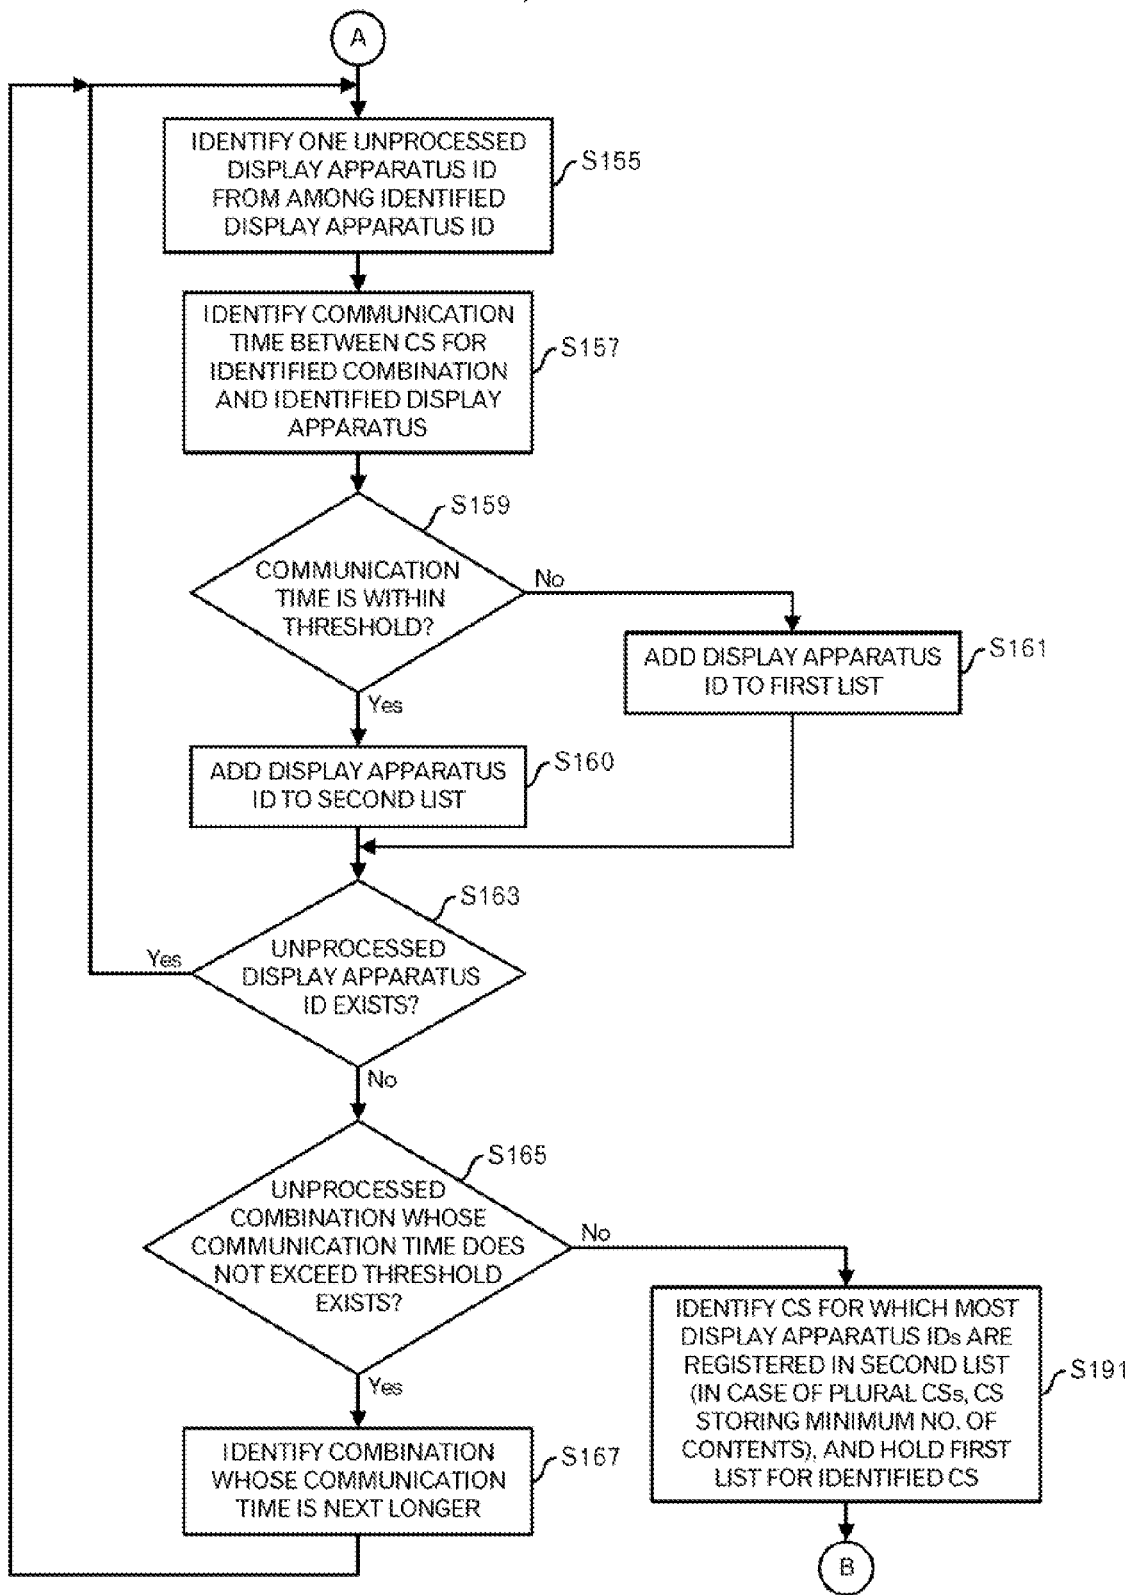 A
IDENTIFY ONE UNPROCESSED
DISPLAY APPARATUS ID
FROM AMONG IDENTIFIED
DISPLAY APPARATUS ID
S155
IDENTIFY COMMUNICATION
TIME BETWEEN CS FOR
IDENTIFIED COMBINATION
AND IDENTIFIED DISPLAY
APPARATUS
S157
S159
COMMUNICATION
TIME IS WITHIN
THRESHOLD?
No
Yes
ADD DISPLAY APPARATUS
ID TO FIRST LIST
S161
ADD DISPLAY APPARATUS
ID TO SECOND LIST
S160
S163
UNPROCESSED
DISPLAY APPARATUS
ID EXISTS?
Yes
No
S165
UNPROCESSED
COMBINATION WHOSE
COMMUNICATION TIME DOES
NOT EXCEED THRESHOLD
EXISTS?
No
Yes
IDENTIFY CS FOR WHICH MOST
DISPLAY APPARATUS IDs ARE
REGISTERED IN SECOND LIST
(IN CASE OF PLURAL CSs, CS
STORING MINIMUM NO. OF
CONTENTS), AND HOLD FIRST
LIST FOR IDENTIFIED CS
S191
IDENTIFY COMBINATION
WHOSE COMMUNICATION
TIME IS NEXT LONGER
S167
B